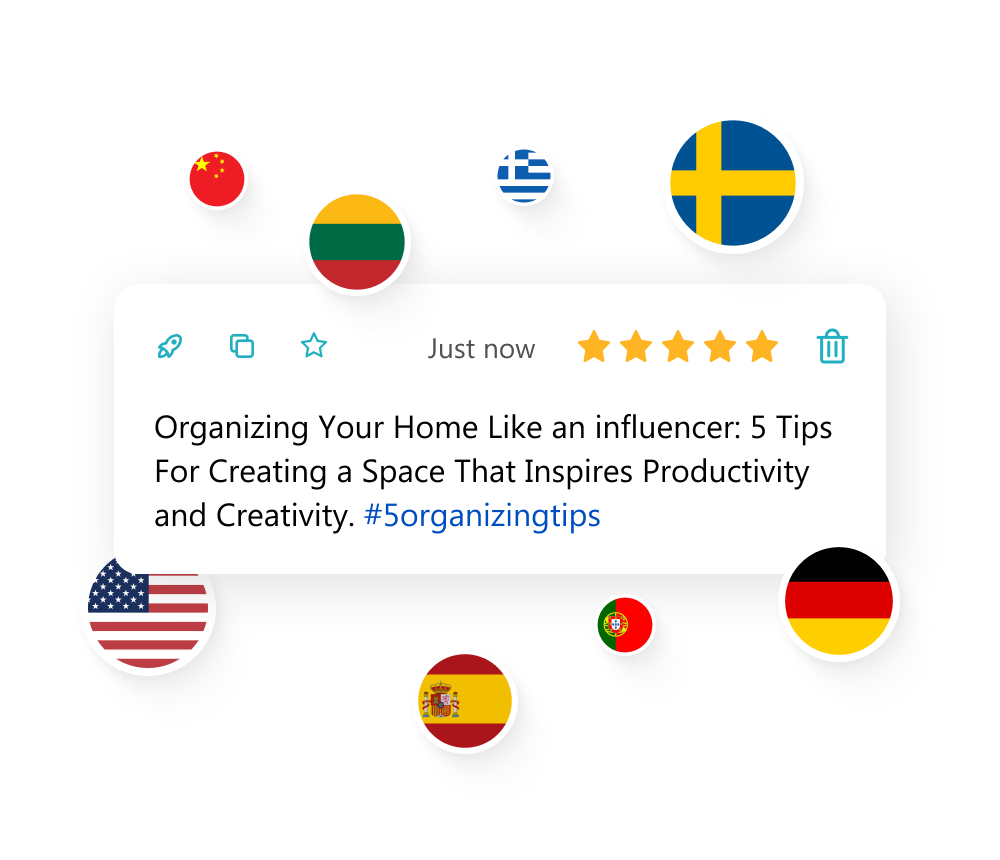 Just now
Organizing Your Home Like an influencer: 5 Tips
For Creating a Space That Inspires Productivity
and Creativity. #5organizingtips